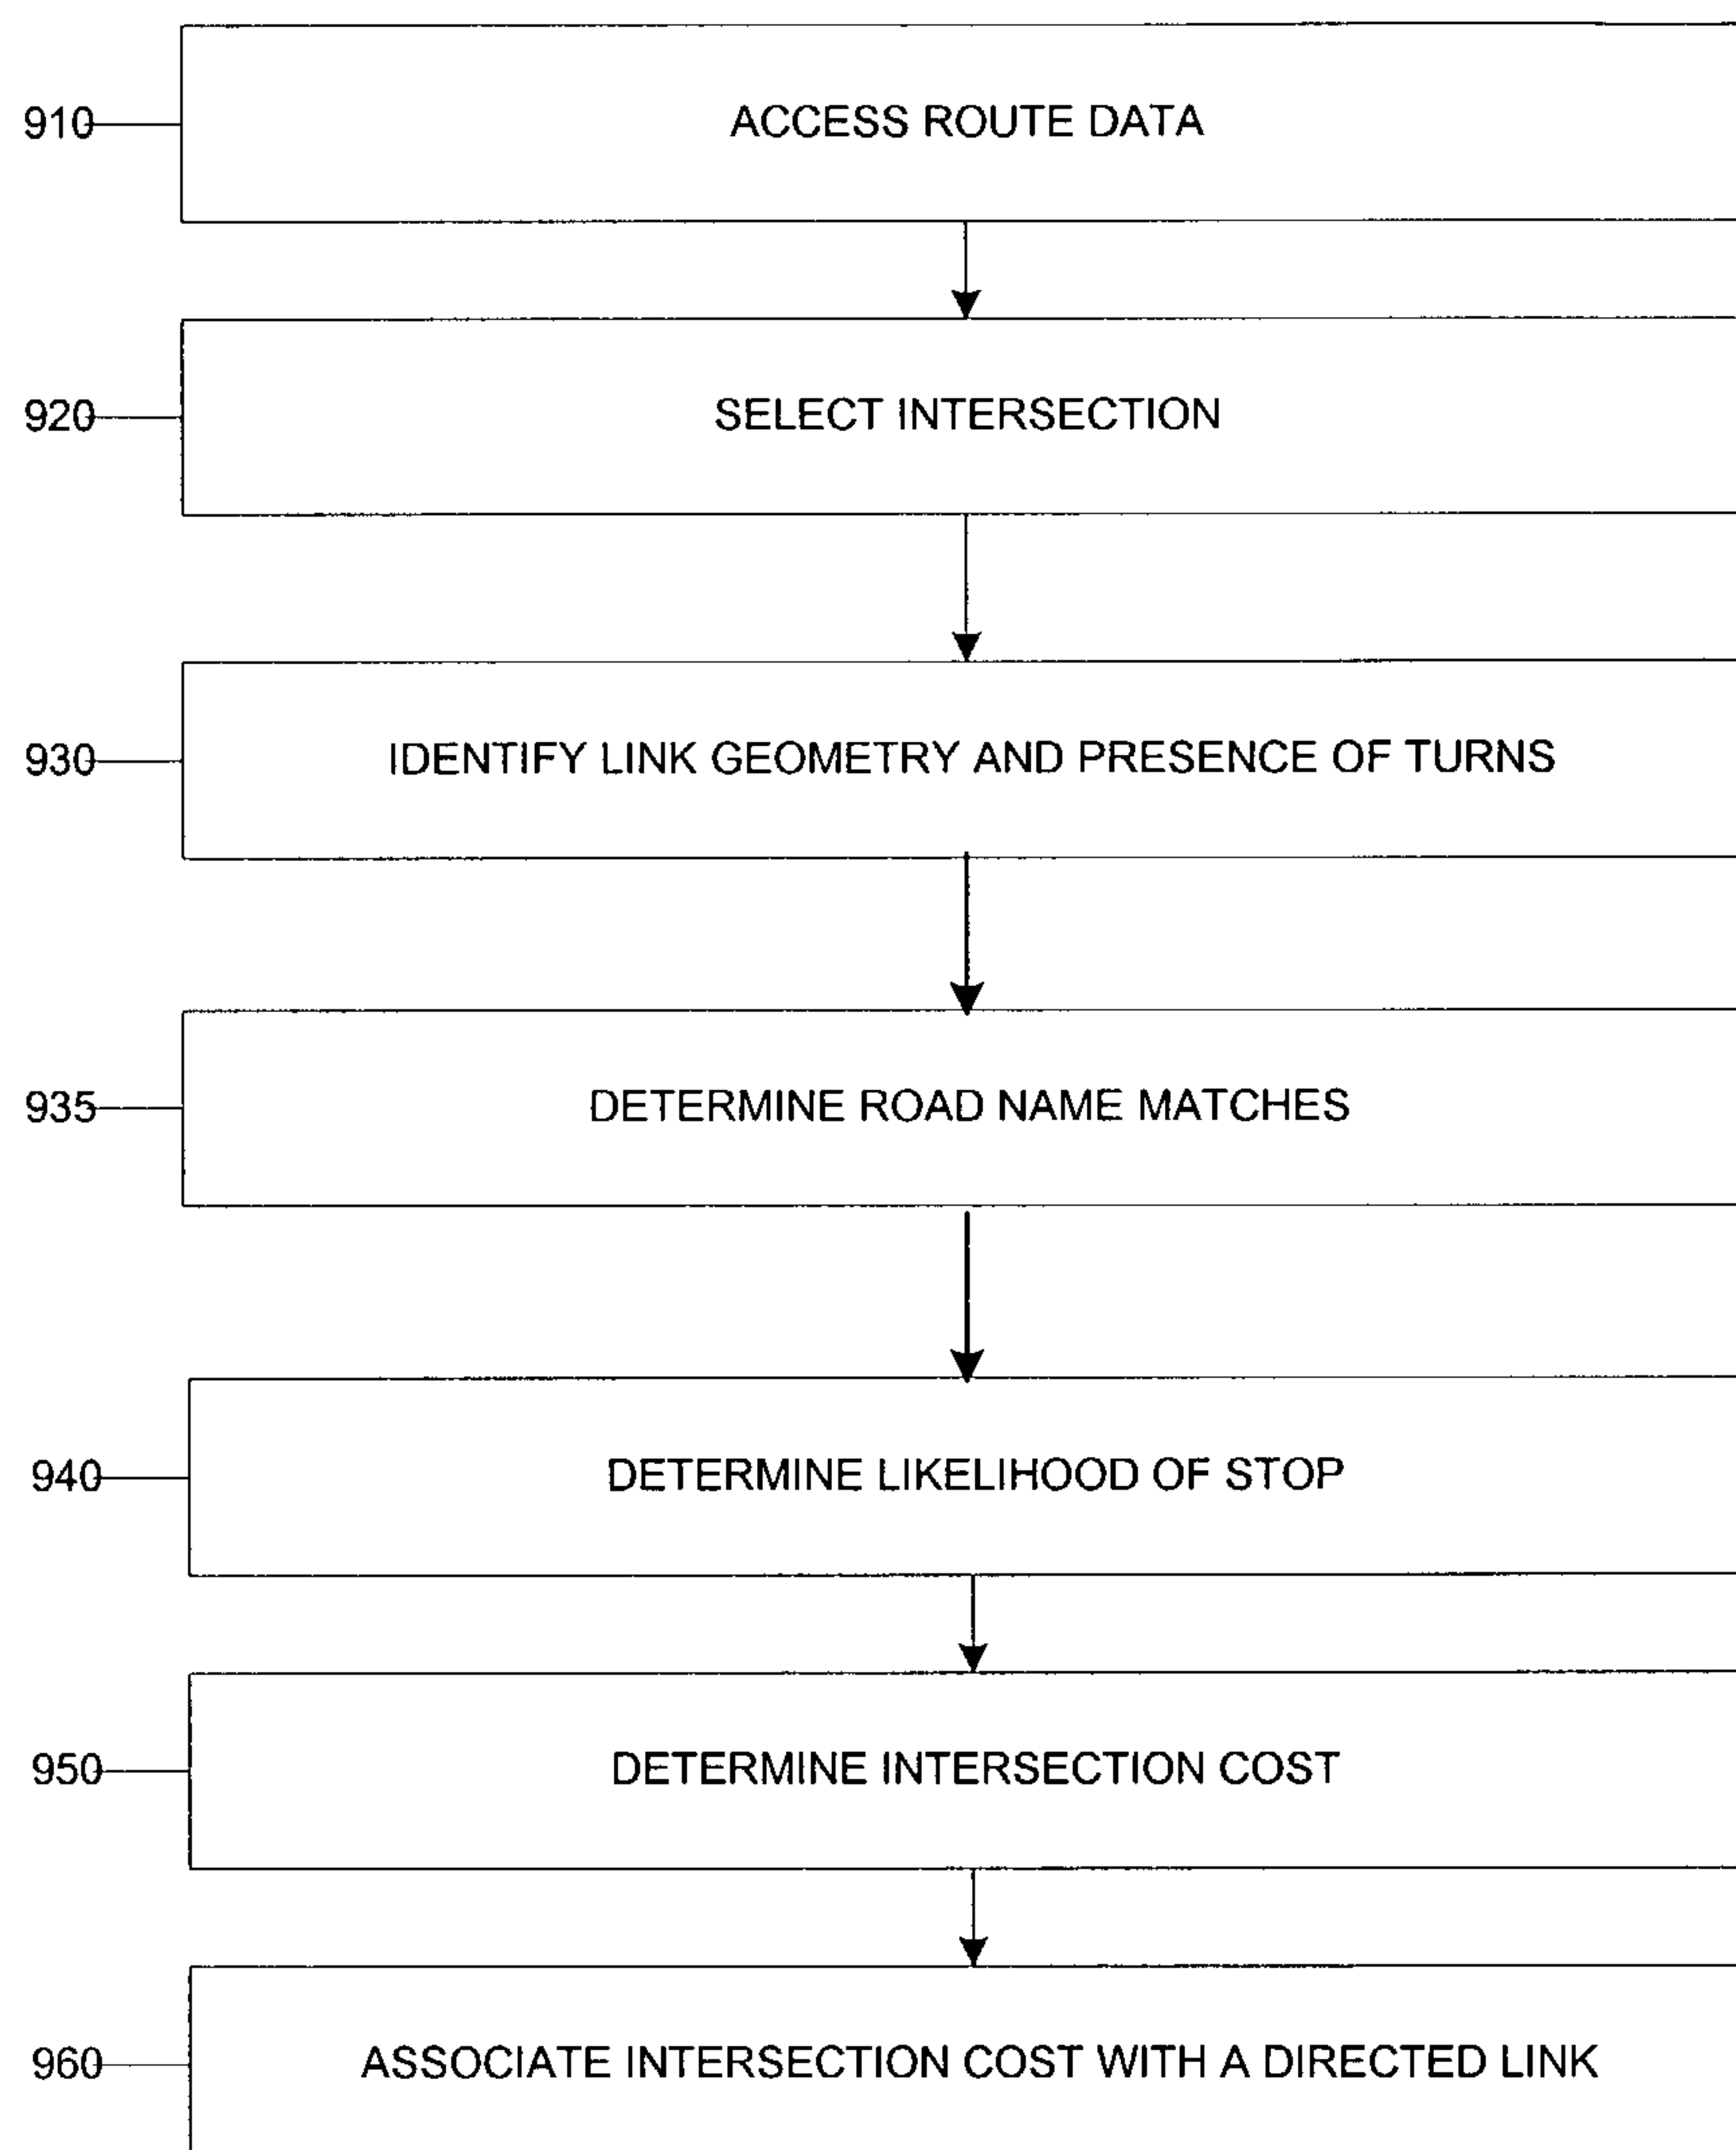 910 ACCESS ROUTE DATA
920 SELECT INTERSECTION
930 IDENTIFY LINK GEOMETRY AND PRESENCE OF TURNS
935 DETERMINE ROAD NAME MATCHES
940 DETERMINE LIKELIHOOD OF STOP
950 DETERMINE INTERSECTION COST
960 ASSOCIATE INTERSECTION COST WITH A DIRECTED LINK